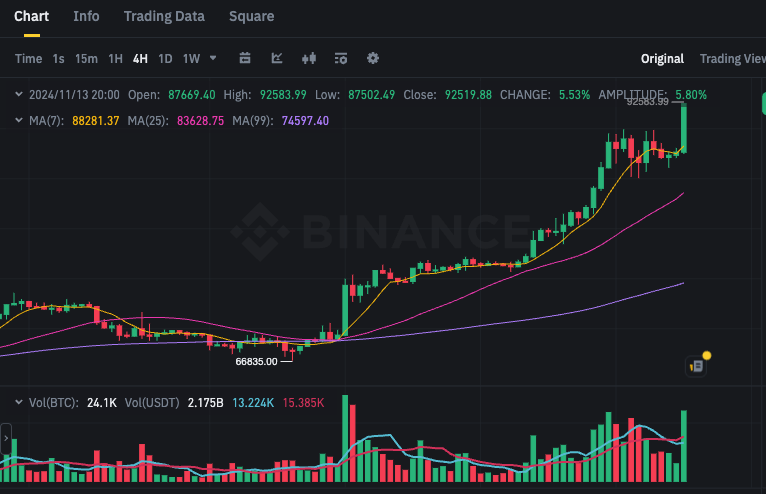 Chart Info Trading Data Square
Time 1s 15m 1H 4H 1D 1W Original Trading View
2024/11/13 20:00 Open: 87669.40 High: 92583.99 Low: 87502.49 Close: 92519.88 CHANGE: 5.53% AMPLITUDE: 5.80%
92583.99
MA(7): 88281.37 MA(25): 83628.75 MA(99): 74597.40
BINANCE
66835.00
Vol(BTC): 24.1K Vol(USDT) 2.175B 13.224K 15.385K